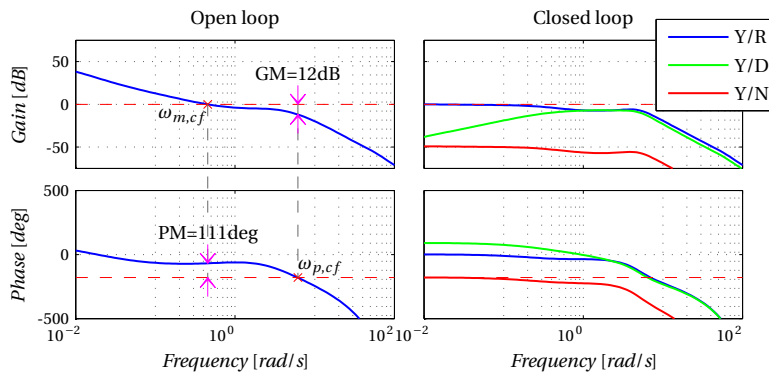 Open loop
Closed loop
Gain [dB]
50
0
-50
GM=12dB
ω_{m,cf}
Y/R
Y/D
Y/N
Phase [deg]
500
0
-500
PM=111deg
ω_{p,cf}
10^{-2} 10^{0} 10^{2}
10^{-2} 10^{0} 10^{2}
Frequency [rad/s]
Frequency [rad/s]